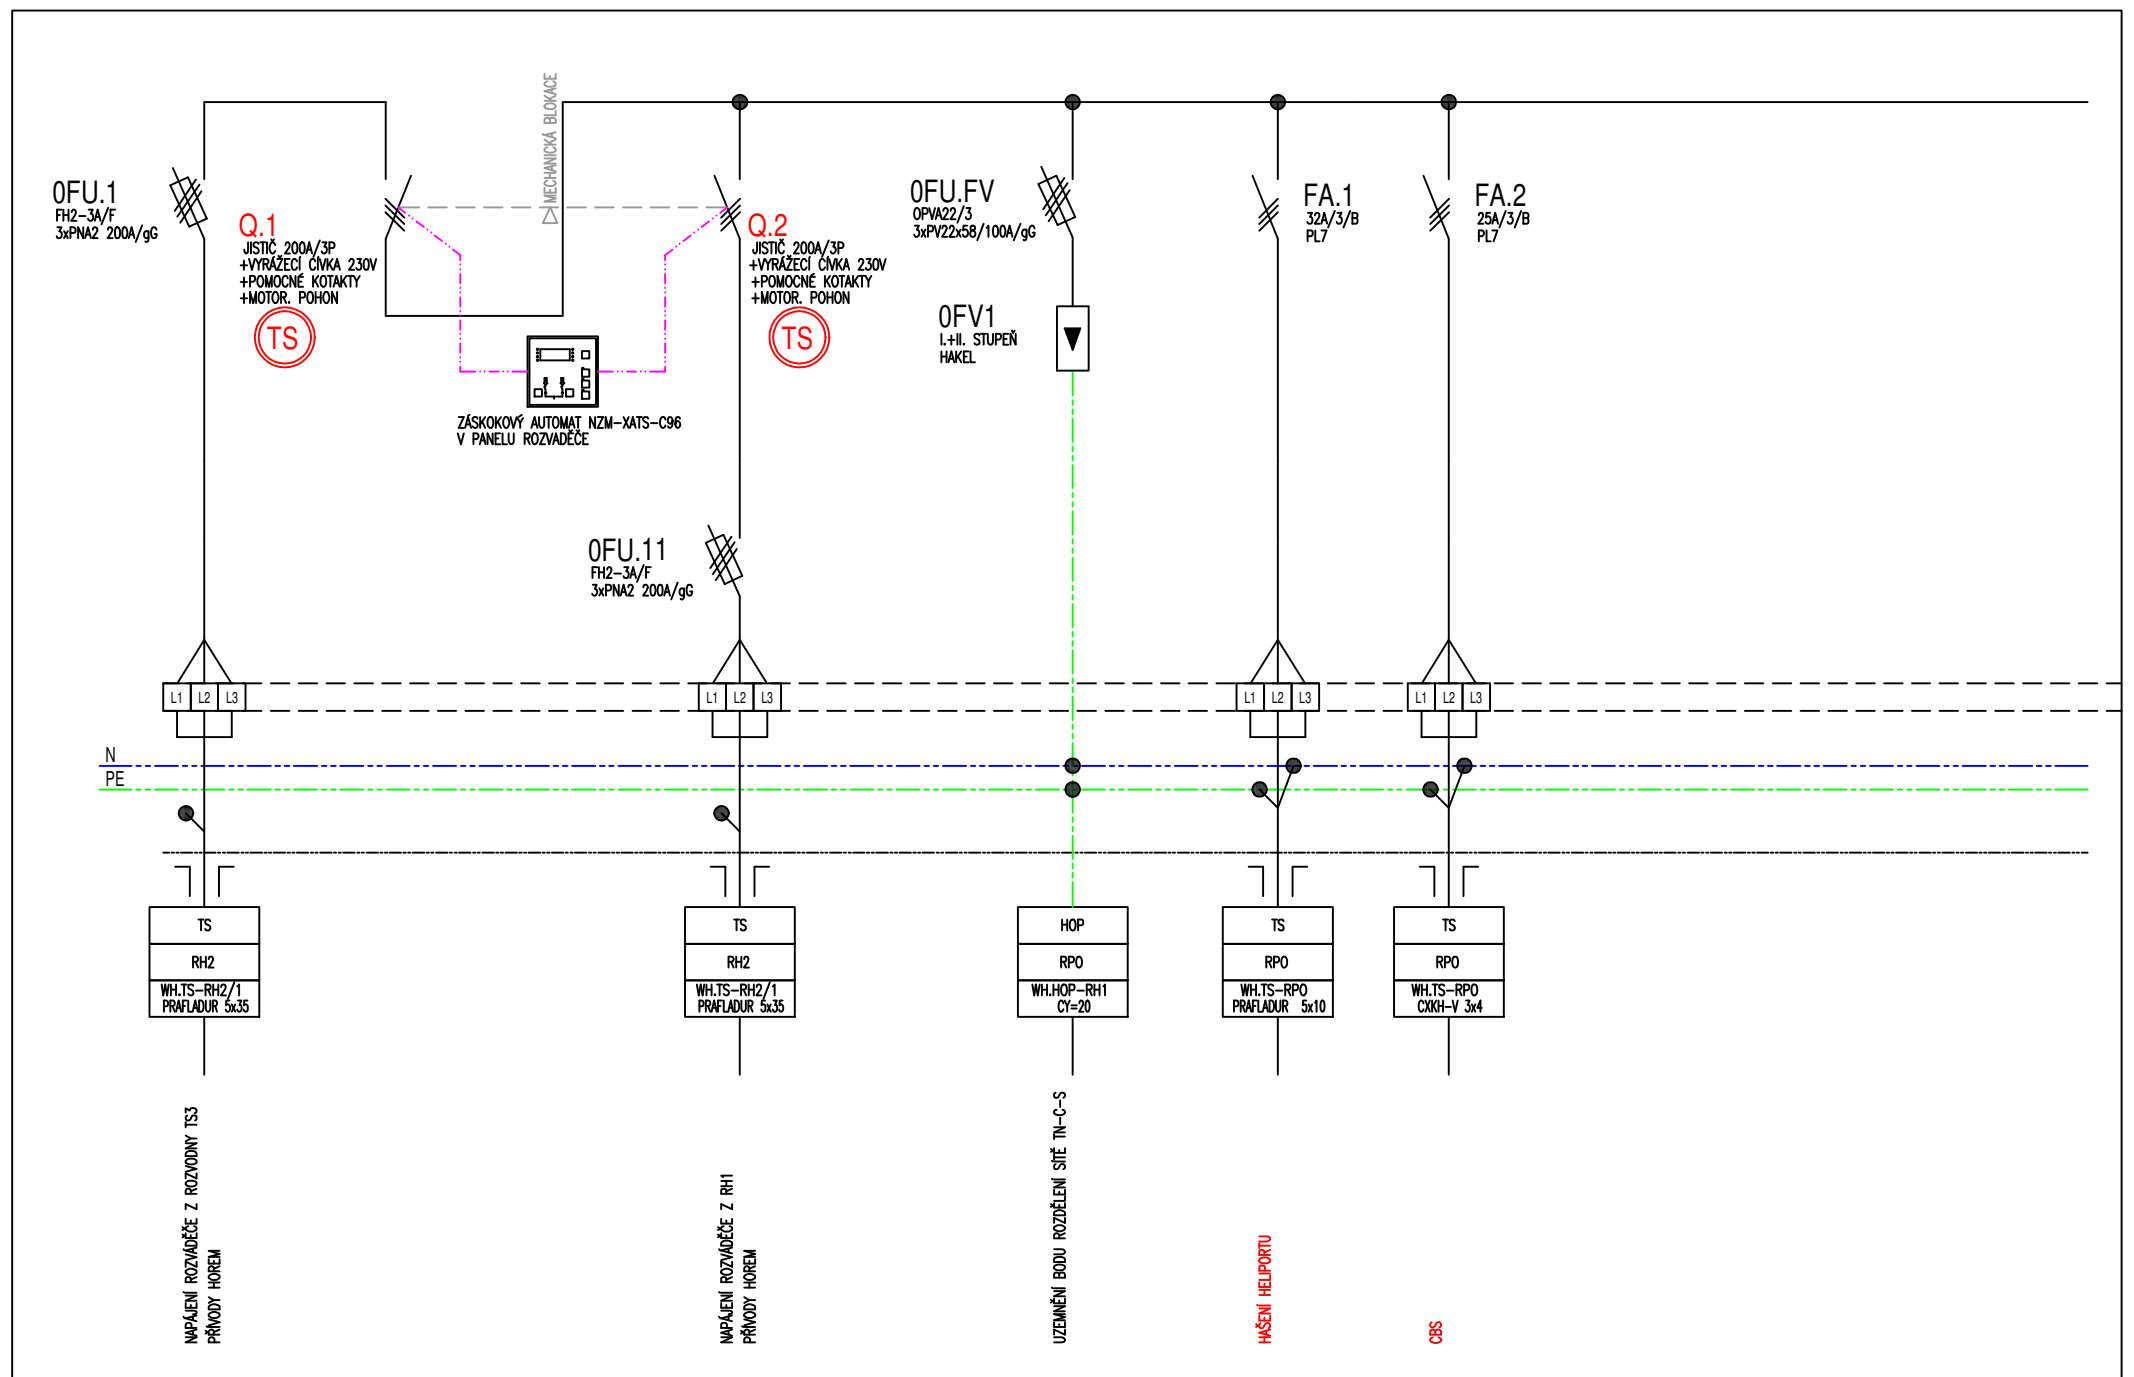 MECHANICKÁ BLOKACE
0FU.1
FH2-3A/F
3xPNA2 200A/gG
Q.1
JISTIČ 200A/3P
+VYRÁŽECÍ CÍVKA 230V
+POMOCNÉ KOTAKTY
+MOTOR. POHON
TS
Q.2
JISTIČ 200A/3P
+VYRÁŽECÍ CÍVKA 230V
+POMOCNÉ KOTAKTY
+MOTOR. POHON
TS
0FU.FV
OPVA22/3
3xPV22x58/100A/gG
0FV1
I.+II. STUPEŇ
HAKEL
FA.1
32A/3/B
PL7
FA.2
25A/3/B
PL7
ZÁSKOKOVÝ AUTOMAT NZM-XATS-C96
V PANELU ROZVADĚČE
0FU.11
FH2-3A/F
3xPNA2 200A/gG
L1 L2 L3
L1 L2 L3
L1 L2 L3
L1 L2 L3
N
PE
TS
RH2
WH.TS-RH2/1
PRAFLADUR 5x35
TS
RH2
WH.TS-RH2/1
PRAFLADUR 5x35
HOP
RPO
WH.HOP-RH1
CY=20
TS
RPO
WH.TS-RPO
PRAFLADUR 5x10
TS
RPO
WH.TS-RPO
CXKH-V 3x4
NAPÁJENÍ ROZVÁDĚČE Z ROZVODNY TS3
PŘÍVODY HOREM
NAPÁJENÍ ROZVÁDĚČE Z RH1
PŘÍVODY HOREM
UZEMNĚNÍ BODU ROZDĚLENÍ SÍTĚ TN-C-S
HAŠENÍ HELIPORTU
CBS